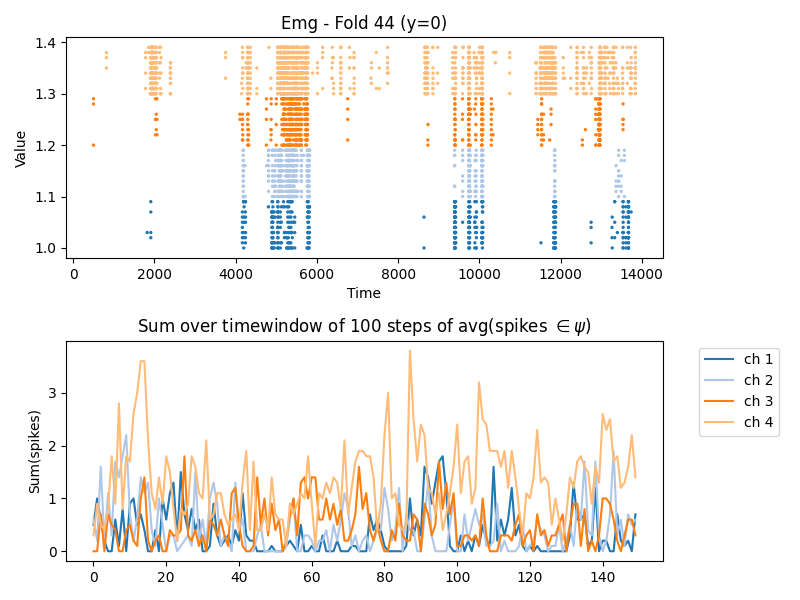 Emg - Fold 44 (y=0)
Value
1.4
1.3
1.2
1.1
1.0
0 2000 4000 6000 8000 10000 12000 14000
Time
Sum over timewindow of 100 steps of avg(spikes ∈ ψ)
Sum(spikes)
3
2
1
0
0 20 40 60 80 100 120 140
ch 1
ch 2
ch 3
ch 4